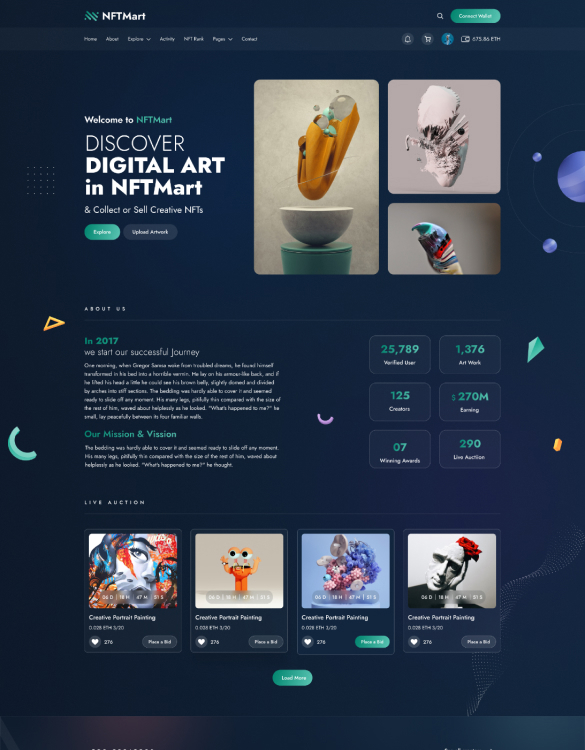 NFTMart
Connect Wallet
Home About Explore Activity NFT Rank Pages Contact
675.86 ETH
Welcome to NFTMart
DISCOVER
DIGITAL ART
in NFTMart
& Collect or Sell Creative NFTs
Explore Upload Artwork
ABOUT US
In 2017
we start our successful Journey
One morning, when Gregor Samsa woke from troubled dreams, he found himself
transformed in his bed into a horrible vermin. He lay on his armour-like back, and if
he lifted his head a little he could see his brown belly, slightly domed and divided
by arches into stiff sections. The bedding was hardly able to cover it and seemed
ready to slide off any moment. His many legs, pitifully thin compared with the size of
the rest of him, waved about helplessly as he looked. "What's happened to me?" he
small, lay peacefully between its four familiar walls.
Our Mission & Vission
The bedding was hardly able to cover it and seemed ready to slide off any moment.
His many legs, pitifully thin compared with the size of the rest of him, waved about
helplessly as he looked. "What's happened to me?" he thought.
25,789
Verified User
1,376
Art Work
125
Creators
$270M
Earning
07
Winning Awards
290
Live Auction
LIVE AUCTION
06 D 18 H 47 M 51 S
Creative Portrait Painting
0.028 ETH 3/20
276 Place a Bid
06 D 18 H 47 M 51 S
Creative Portrait Painting
0.028 ETH 3/20
276 Place a Bid
06 D 18 H 47 M 51 S
Creative Portrait Painting
0.028 ETH 3/20
276 Place a Bid
06 D 18 H 47 M 51 S
Creative Portrait Painting
0.028 ETH 3/20
276 Place a Bid
Load More